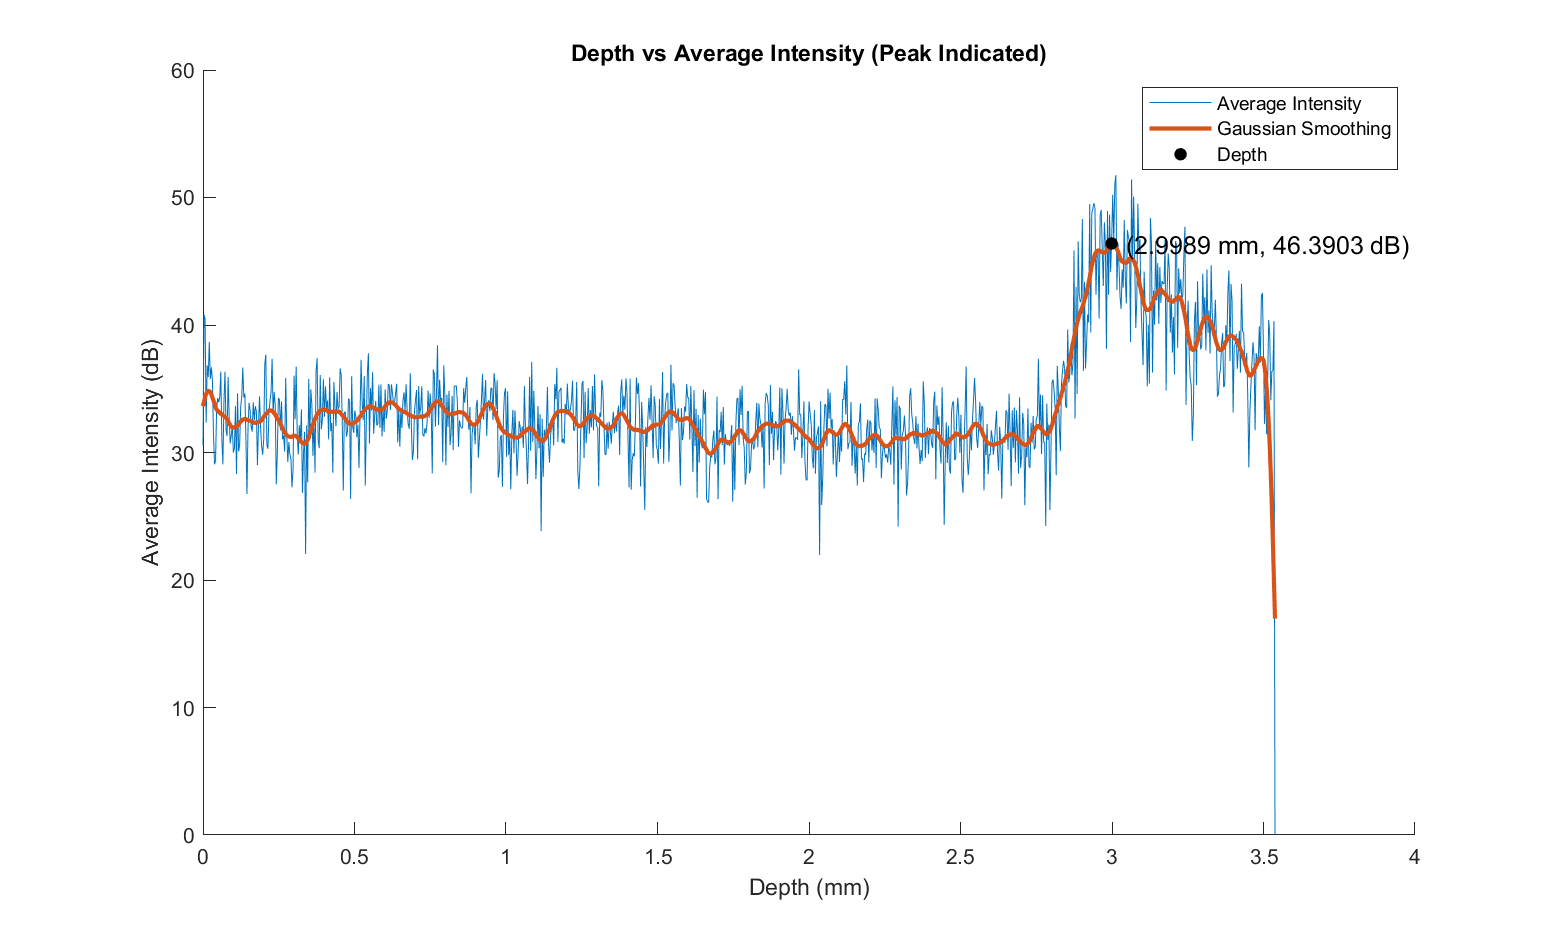 Depth vs Average Intensity (Peak Indicated)
60
50
40
30
20
10
0
Average Intensity (dB)
Average Intensity
Gaussian Smoothing
Depth
(2.9989 mm, 46.3903 dB)
0 0.5 1 1.5 2 2.5 3 3.5 4
Depth (mm)